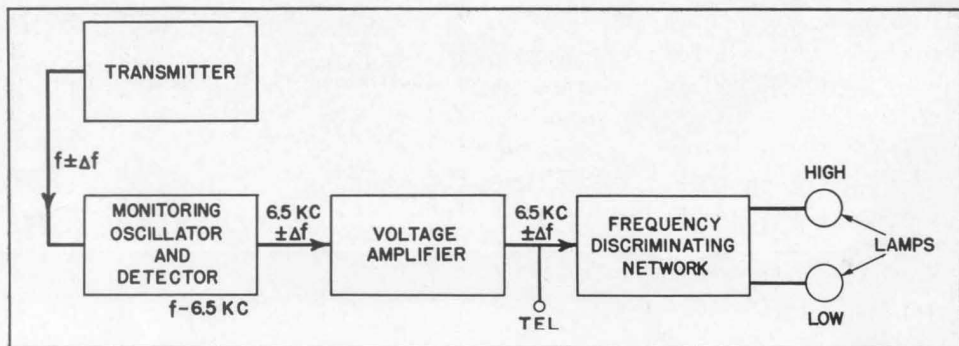 TRANSMITTER
f±Δf
MONITORING
OSCILLATOR
AND
DETECTOR
f-6.5 KC
6.5 KC
±Δf
VOLTAGE
AMPLIFIER
6.5 KC
±Δf
TEL
FREQUENCY
DISCRIMINATING
NETWORK
HIGH
LAMPS
LOW